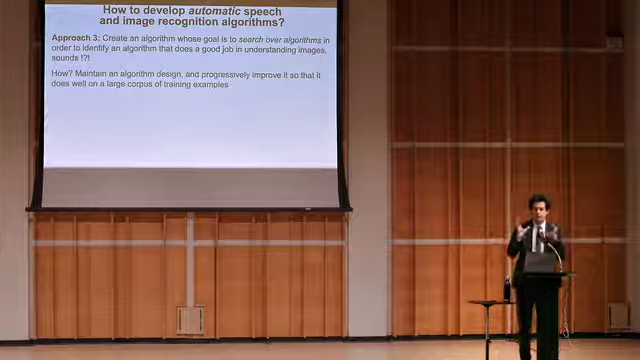 How to develop automatic speech
and image recognition algorithms?
Approach 3: Create an algorithm whose goal is to search over algorithms in
order to identify an algorithm that does a good job in understanding images,
sounds !?!
How? Maintain an algorithm design, and progressively improve it so that it
does well on a large corpus of training examples